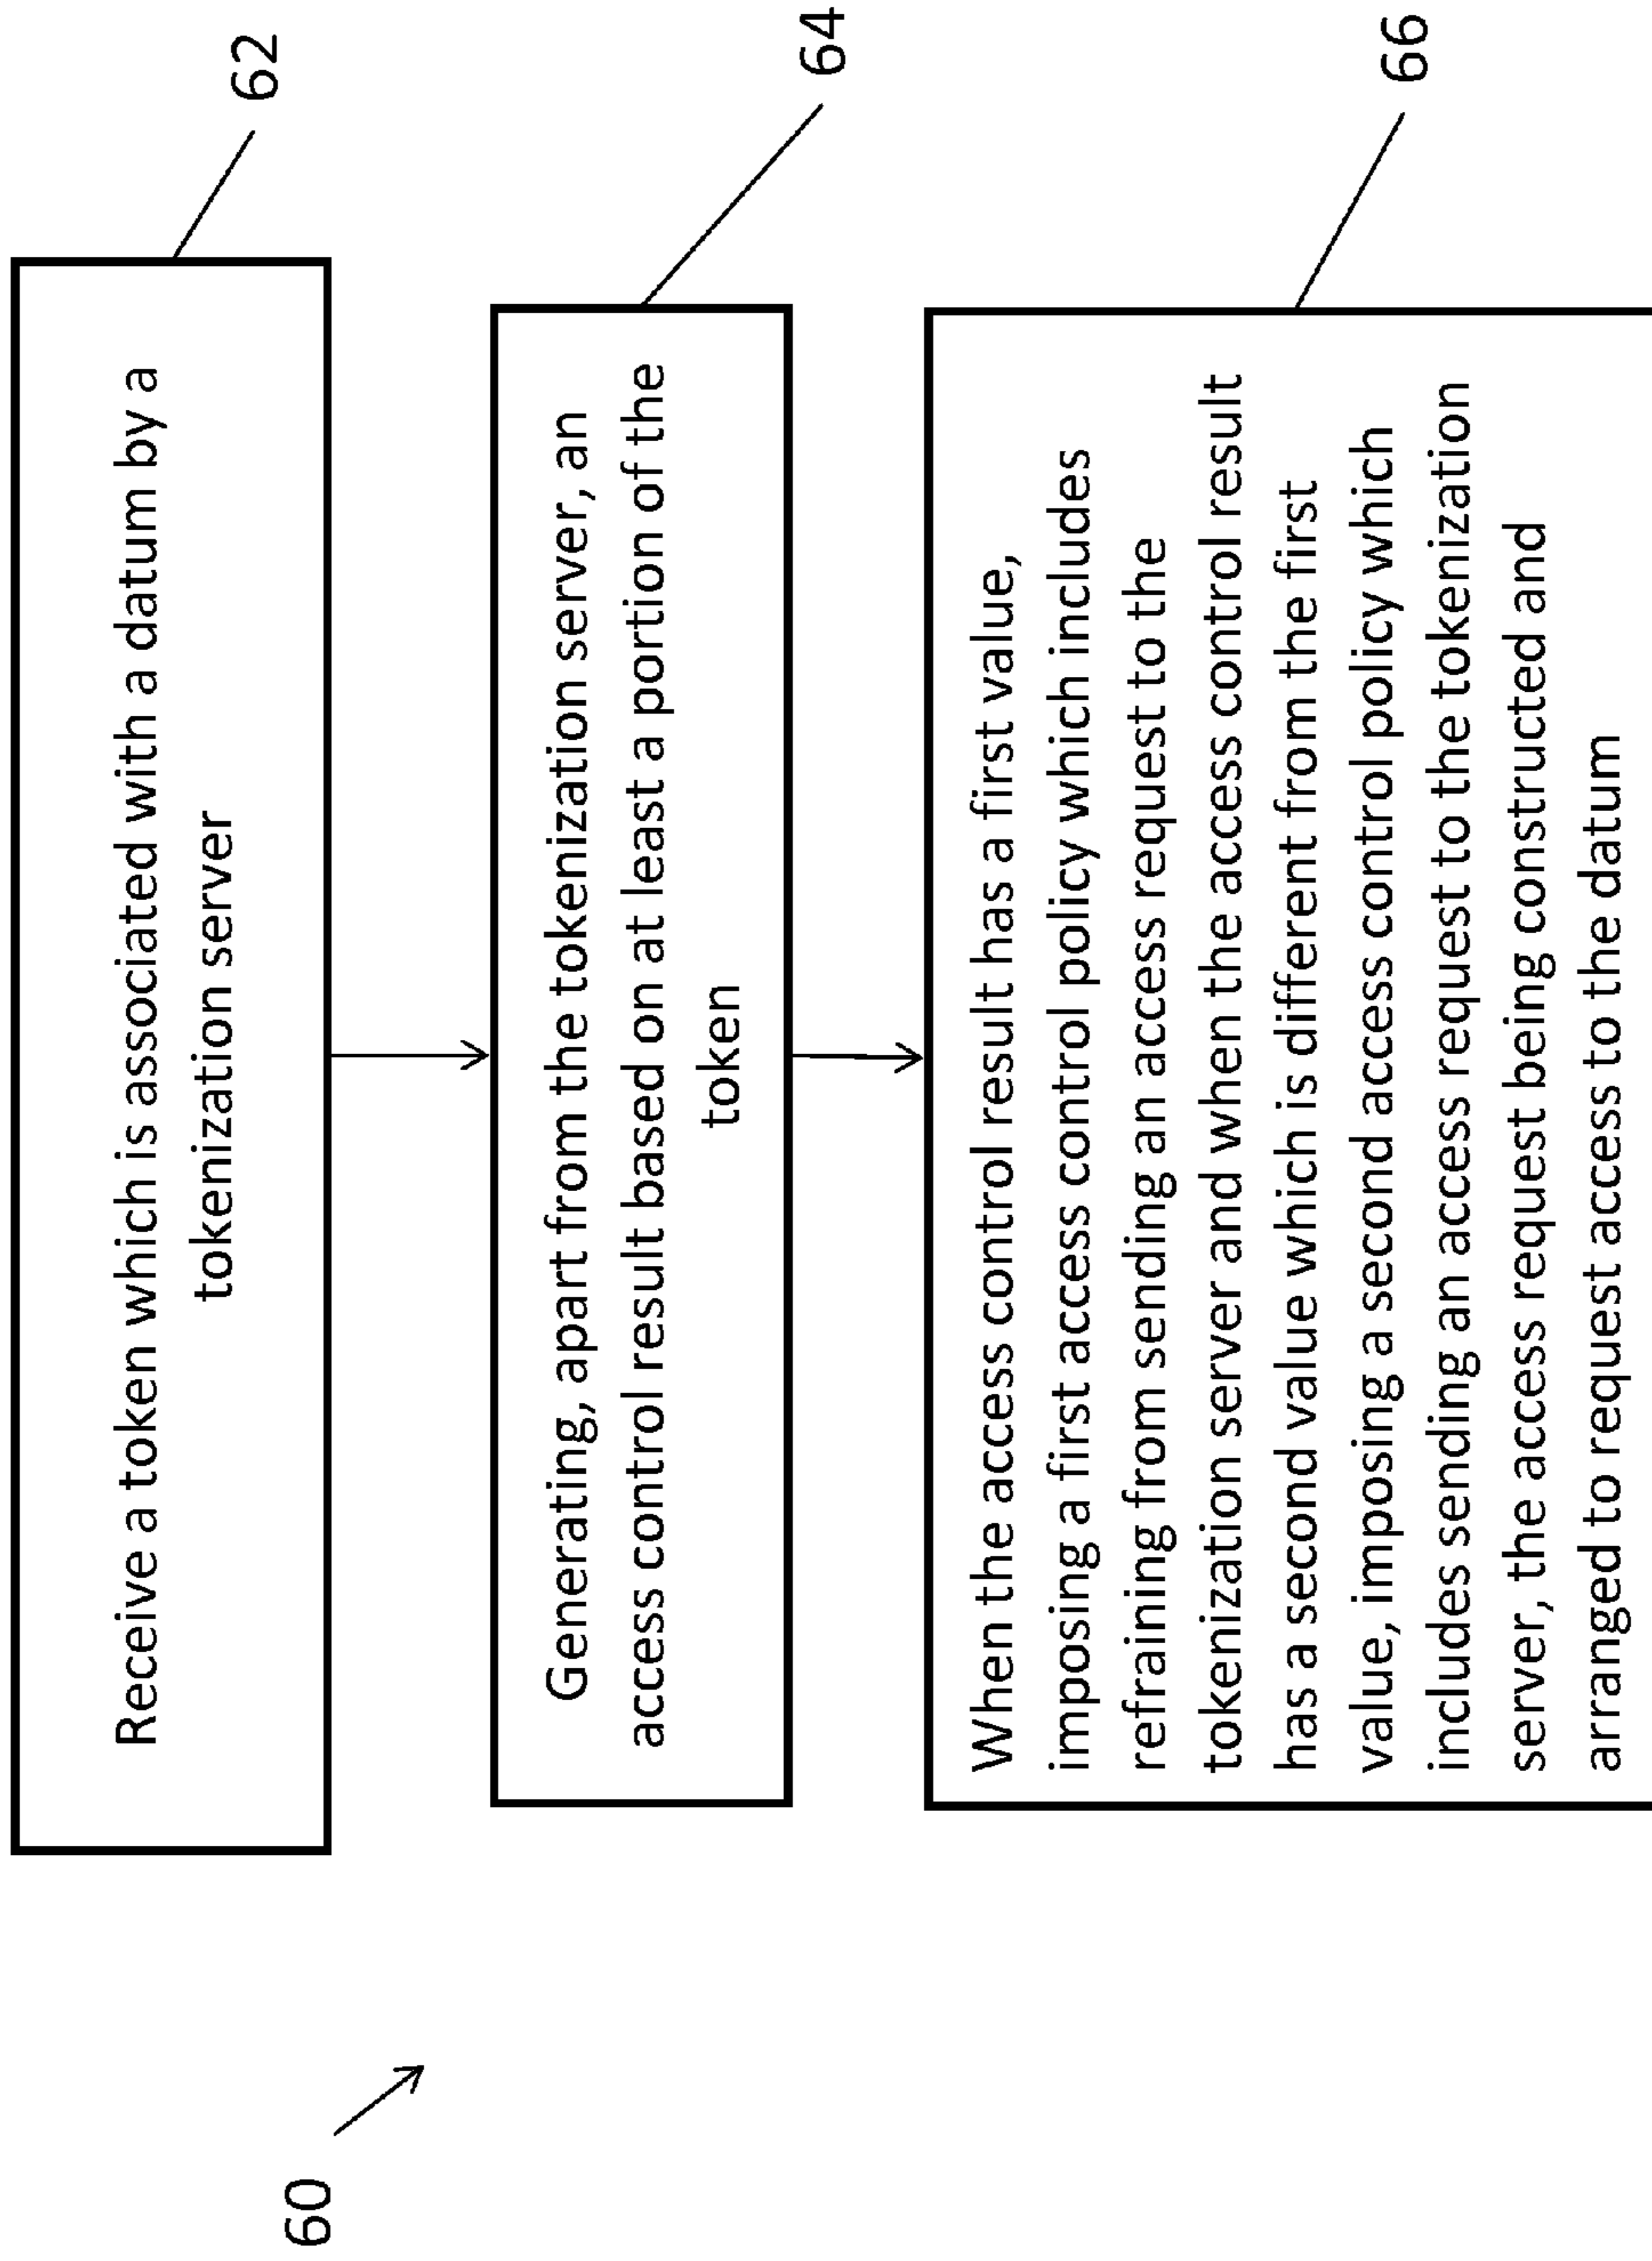 60
Receive a token which is associated with a datum by a
tokenization server
62
Generating, apart from the tokenization server, an
access control result based on at least a portion of the
token
64
When the access control result has a first value,
imposing a first access control policy which includes
refraining from sending an access request to the
tokenization server and when the access control result
has a second value which is different from the first
value, imposing a second access control policy which
includes sending an access request to the tokenization
server, the access request being constructed and
arranged to request access to the datum
66